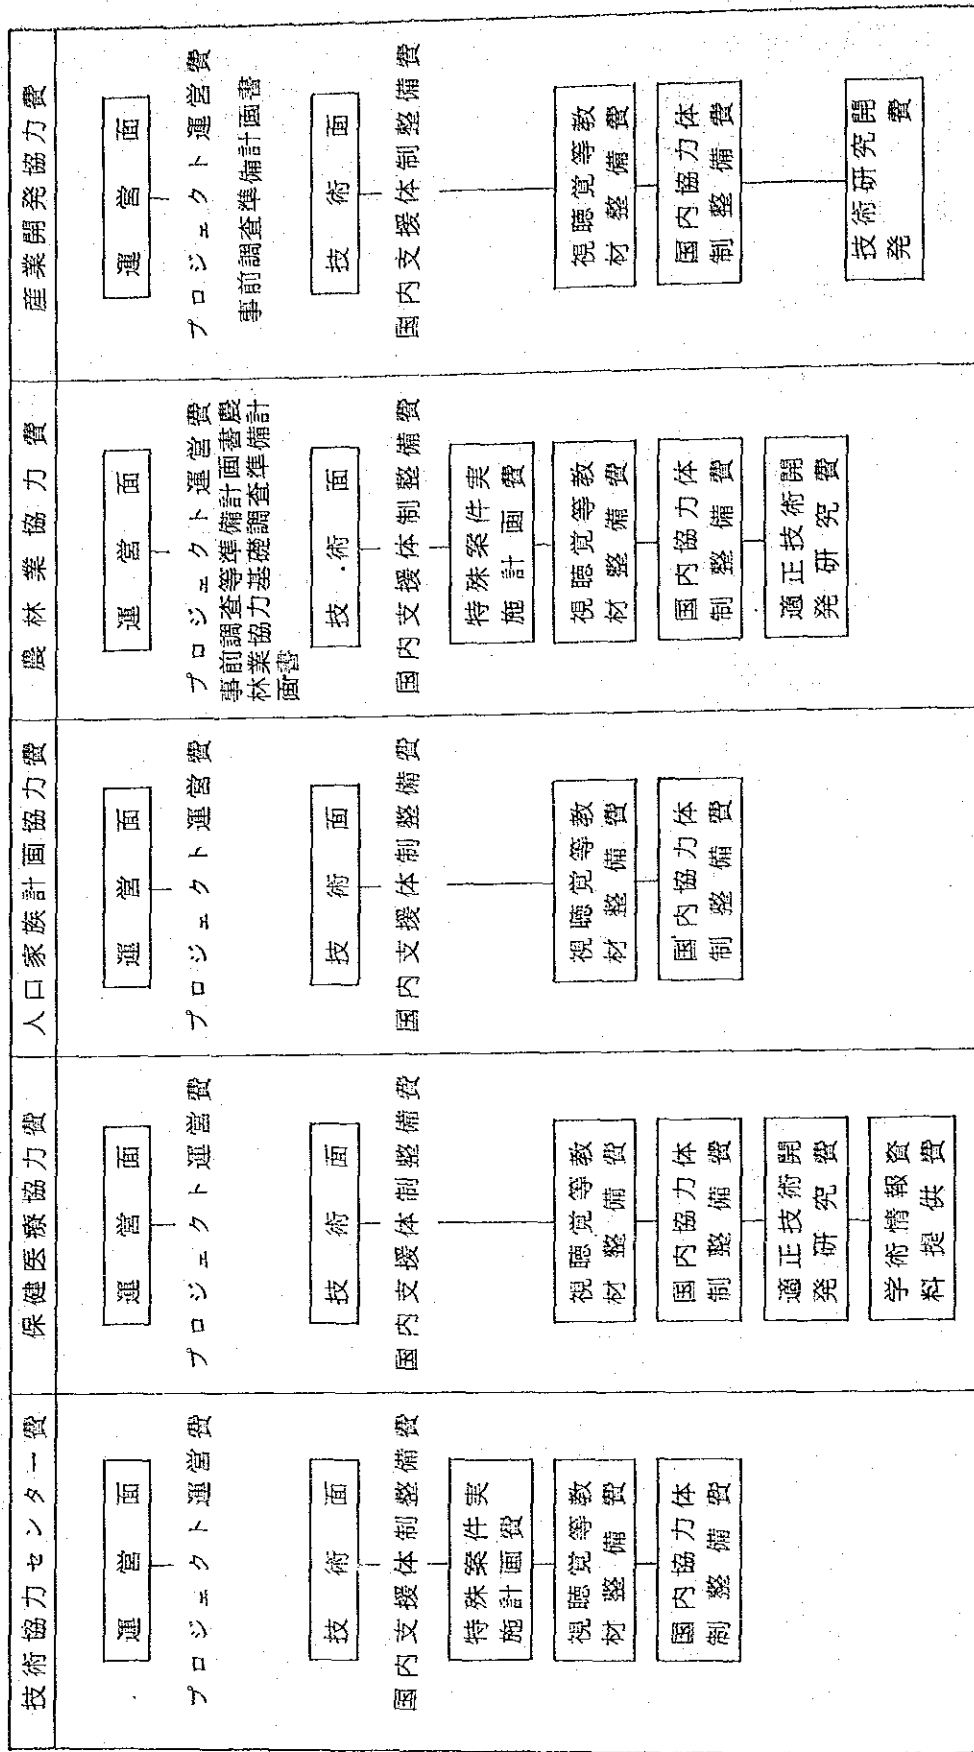 技術協力センター費
運営面
プロジェクト運営費
技術面
国内支援体制整備費
特殊案件実
施計画費
視聴覚等教
材整備費
国内協力体
制整備費
保健医療協力費
運営面
プロジェクト運営費
技術面
国内支援体制整備費
視聴覚等教
材整備費
国内協力体
制整備費
適正技術開
発研究費
学術情報資
料提供費
人口家族計画協力費
運営面
プロジェクト運営費
技術面
国内支援体制整備費
視聴覚等教
材整備費
国内協力体
制整備費
農林業協力費
運営面
プロジェクト運営費
事前調査等準備計画書農
林業協力基礎調査準備計
画書
技術面
国内支援体制整備費
特殊案件実
施計画費
視聴覚等教
材整備費
国内協力体
制整備費
適正技術開
発研究費
産業開発協力費
運営面
プロジェクト運営費
事前調査準備計画書
技術面
国内支援体制整備費
視聴覚等教
材整備費
国内協力体
制整備費
技術研究開
発費